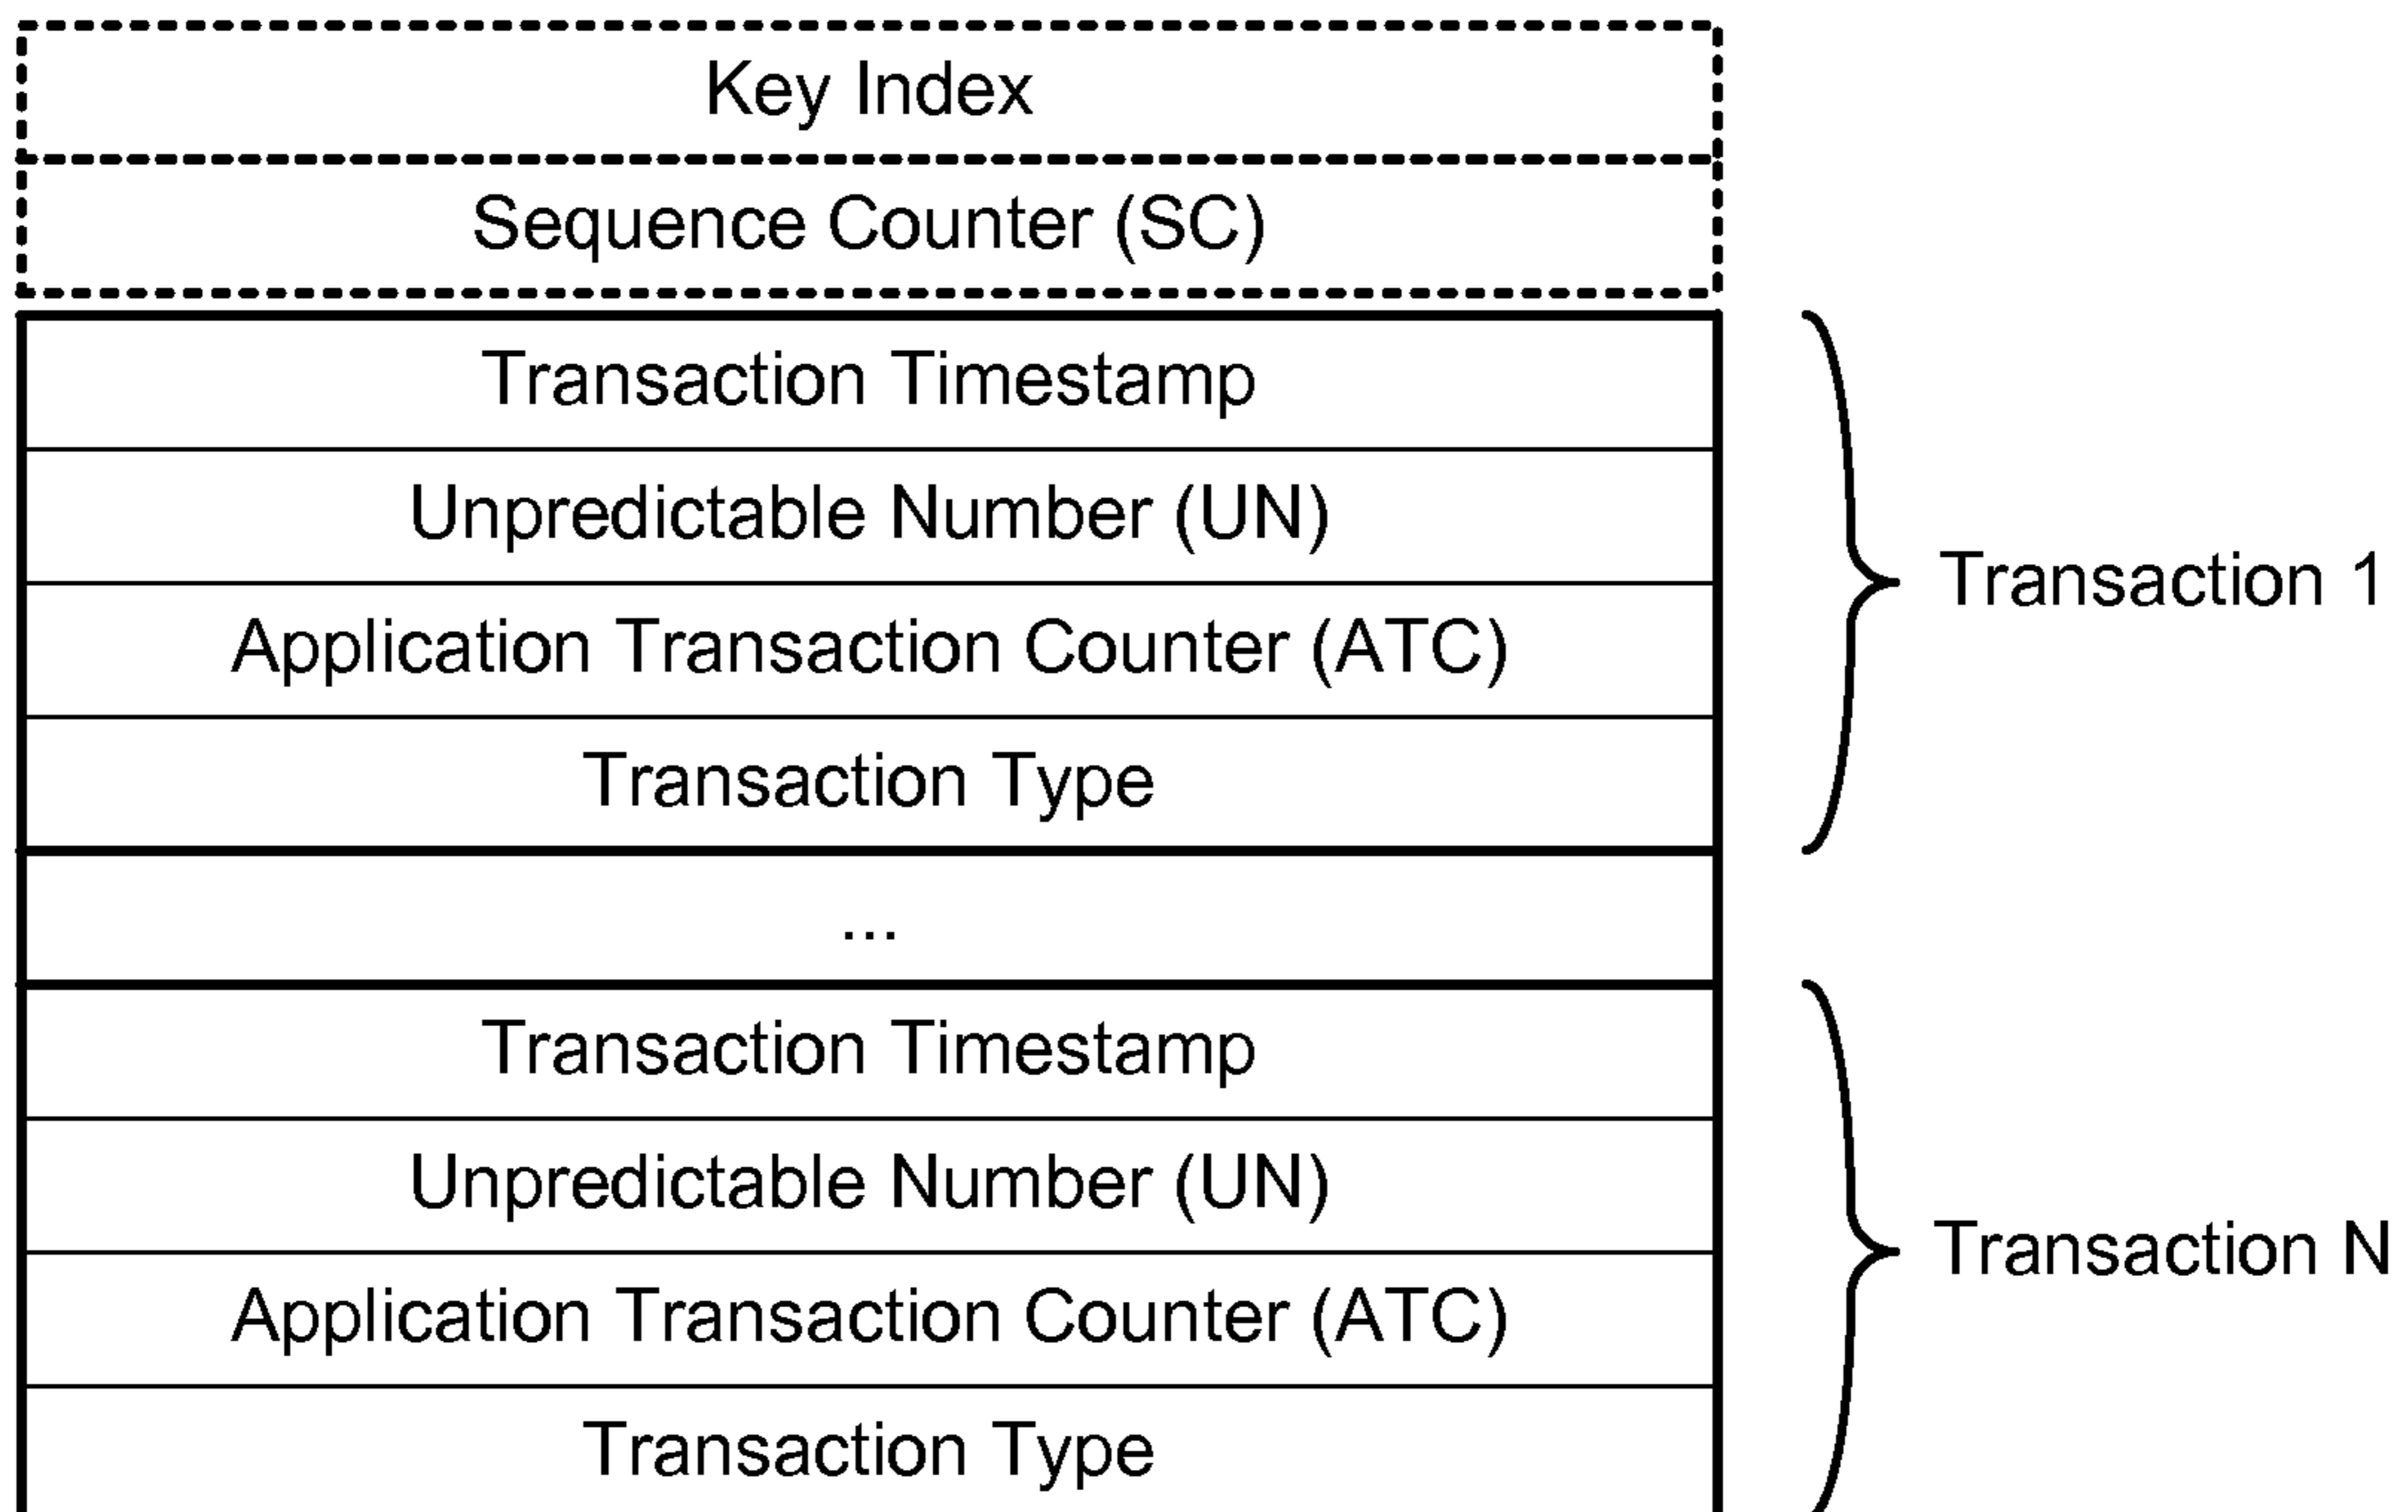 Key Index
Sequence Counter (SC)
Transaction Timestamp
Unpredictable Number (UN)
Application Transaction Counter (ATC)
Transaction Type
Transaction 1
...
Transaction Timestamp
Unpredictable Number (UN)
Application Transaction Counter (ATC)
Transaction Type
Transaction N